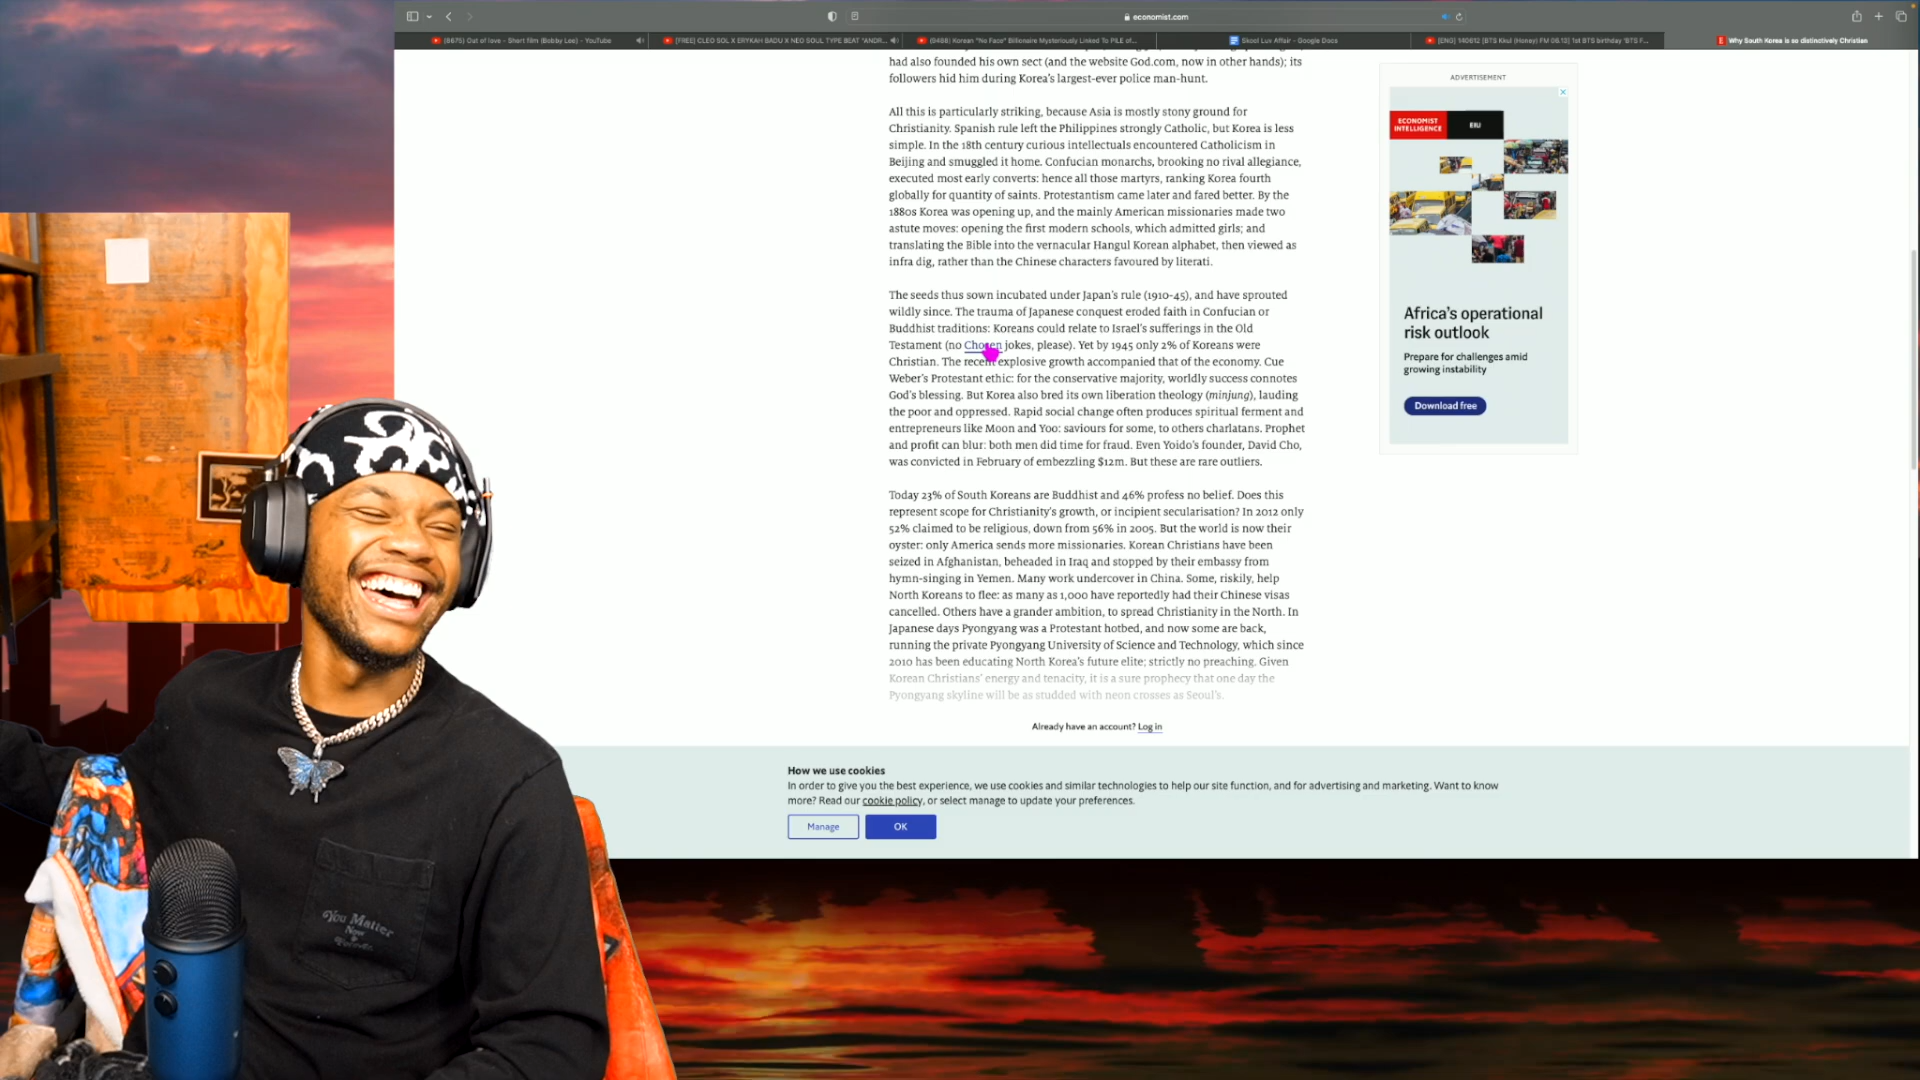 economist.com
(6675) Out of love - Short film (Bobby Lee) - YouTube
[FREE] CLEO SOL X ERYKAH BADU X NEO SOUL TYPE BEAT "ANDR...
(6488) Korean "No Face" Billionaire Mysteriously Linked To PILE of...
Skool Luv Affair - Google Docs
[ENG] 140612 [BTS Kkul (Honey) FM 06.13] 1st BTS birthday 'BTS F...
Why South Korea is so distinctively Christian
had also founded his own sect (and the website God.com, now in other hands); its
followers hid him during Korea's largest-ever police man-hunt.
All this is particularly striking, because Asia is mostly stony ground for
Christianity. Spanish rule left the Philippines strongly Catholic, but Korea is less
simple. In the 18th century curious intellectuals encountered Catholicism in
Beijing and smuggled it home. Confucian monarchs, brooking no rival allegiance,
executed most early converts: hence all those martyrs, ranking Korea fourth
globally for quantity of saints. Protestantism came later and fared better. By the
1880s Korea was opening up, and the mainly American missionaries made two
astute moves: opening the first modern schools, which admitted girls; and
translating the Bible into the vernacular Hangul Korean alphabet, then viewed as
infra dig, rather than the Chinese characters favoured by literati.
The seeds thus sown incubated under Japan's rule (1910-45), and have sprouted
wildly since. The trauma of Japanese conquest eroded faith in Confucian or
Buddhist traditions: Koreans could relate to Israel's sufferings in the Old
Testament (no Chosen jokes, please). Yet by 1945 only 2% of Koreans were
Christian. The recent explosive growth accompanied that of the economy. Cue
Weber's Protestant ethic: for the conservative majority, worldly success connotes
God's blessing. But Korea also bred its own liberation theology (minjung), lauding
the poor and oppressed. Rapid social change often produces spiritual ferment and
entrepreneurs like Moon and Yoo: saviours for some, to others charlatans. Prophet
and profit can blur: both men did time for fraud. Even Yoido's founder, David Cho,
was convicted in February of embezzling $12m. But these are rare outliers.
Today 23% of South Koreans are Buddhist and 46% profess no belief. Does this
represent scope for Christianity's growth, or incipient secularisation? In 2012 only
52% claimed to be religious, down from 56% in 2005. But the world is now their
oyster: only America sends more missionaries. Korean Christians have been
seized in Afghanistan, beheaded in Iraq and stopped by their embassy from
hymn-singing in Yemen. Many work undercover in China. Some, riskily, help
North Koreans to flee: as many as 1,000 have reportedly had their Chinese visas
cancelled. Others have a grander ambition, to spread Christianity in the North. In
Japanese days Pyongyang was a Protestant hotbed, and now some are back,
running the private Pyongyang University of Science and Technology, which since
2010 has been educating North Korea's future elite; strictly no preaching. Given
Korean Christians' energy and tenacity, it is a sure prophecy that one day the
Pyongyang skyline will be as studded with neon crosses as Seoul's.
Already have an account? Log in
ADVERTISEMENT
ECONOMIST
INTELLIGENCE
EIU
Africa's operational
risk outlook
Prepare for challenges amid
growing instability
Download free
How we use cookies
In order to give you the best experience, we use cookies and similar technologies to help our site function, and for advertising and marketing. Want to know
more? Read our cookie policy, or select manage to update your preferences.
Manage
OK
You Matter
Now
Forever